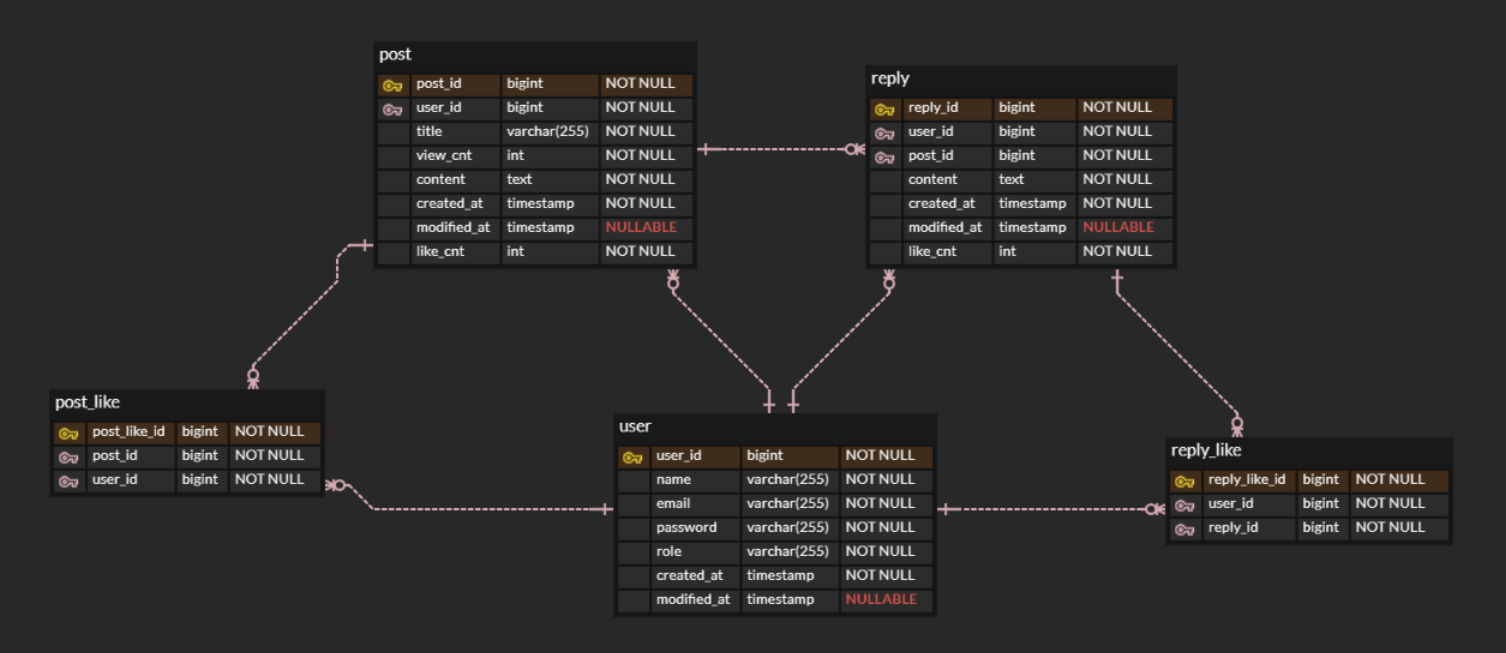 post
post_id bigint NOT NULL
user_id bigint NOT NULL
title varchar(255) NOT NULL
view_cnt int NOT NULL
content text NOT NULL
created_at timestamp NOT NULL
modified_at timestamp NULLABLE
like_cnt int NOT NULL
reply
reply_id bigint NOT NULL
user_id bigint NOT NULL
post_id bigint NOT NULL
content text NOT NULL
created_at timestamp NOT NULL
modified_at timestamp NULLABLE
like_cnt int NOT NULL
post_like
post_like_id bigint NOT NULL
post_id bigint NOT NULL
user_id bigint NOT NULL
user
user_id bigint NOT NULL
name varchar(255) NOT NULL
email varchar(255) NOT NULL
password varchar(255) NOT NULL
role varchar(255) NOT NULL
created_at timestamp NOT NULL
modified_at timestamp NULLABLE
reply_like
reply_like_id bigint NOT NULL
user_id bigint NOT NULL
reply_id bigint NOT NULL